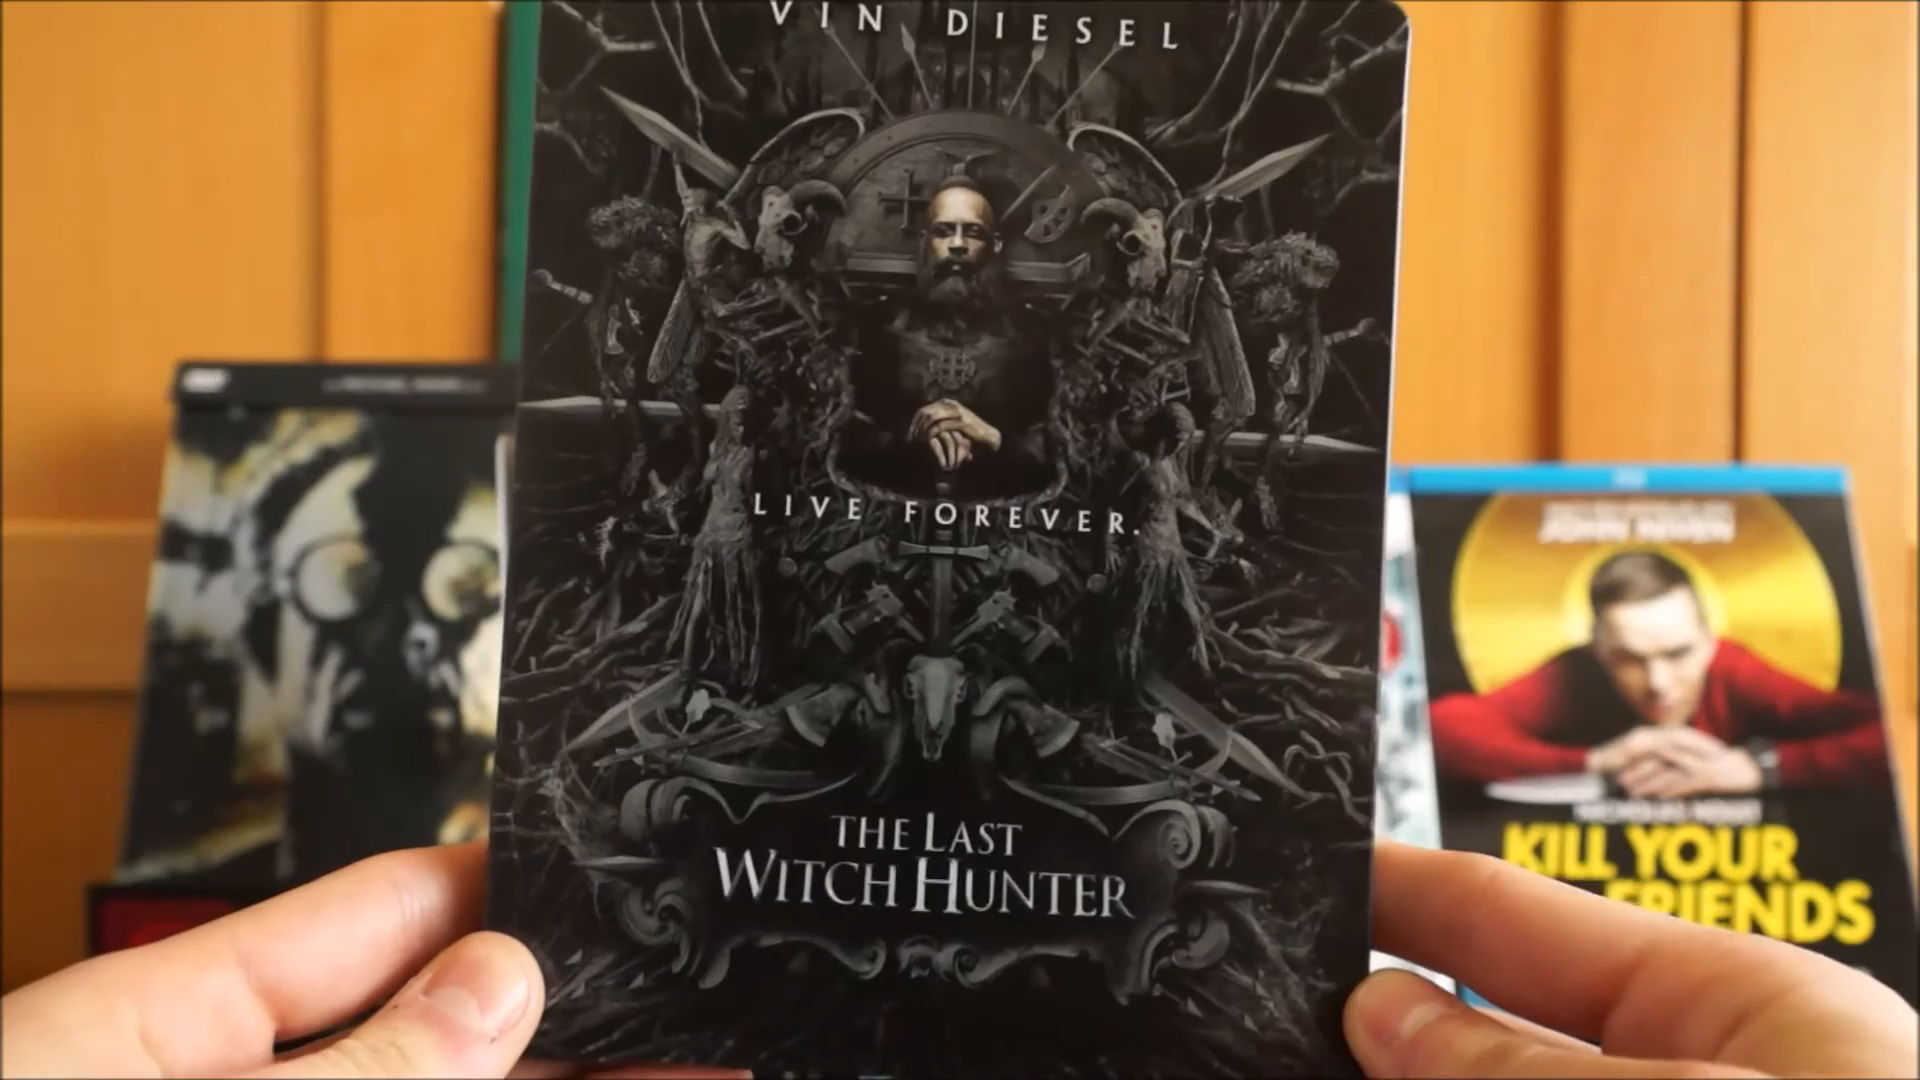 VIN DIESEL
LIVE FOREVER.
THE LAST
WITCH HUNTER
JOHN NIVEN
KILL YOUR
FRIENDS